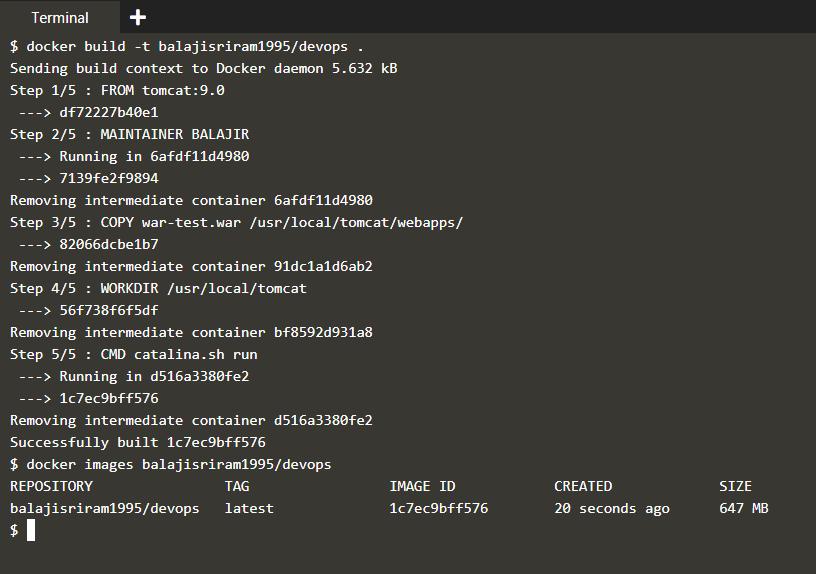 Terminal +
$ docker build -t balajisriram1995/devops .
Sending build context to Docker daemon 5.632 kB
Step 1/5 : FROM tomcat:9.0
---> df72227b40e1
Step 2/5 : MAINTAINER BALAJIR
---> Running in 6afdf11d4980
---> 7139fe2f9894
Removing intermediate container 6afdf11d4980
Step 3/5 : COPY war-test.war /usr/local/tomcat/webapps/
---> 82066dcbe1b7
Removing intermediate container 91dc1a1d6ab2
Step 4/5 : WORKDIR /usr/local/tomcat
---> 56f738f6f5df
Removing intermediate container bf8592d931a8
Step 5/5 : CMD catalina.sh run
---> Running in d516a3380fe2
---> 1c7ec9bff576
Removing intermediate container d516a3380fe2
Successfully built 1c7ec9bff576
$ docker images balajisriram1995/devops
REPOSITORY TAG IMAGE ID CREATED SIZE
balajisriram1995/devops latest 1c7ec9bff576 20 seconds ago 647 MB
$